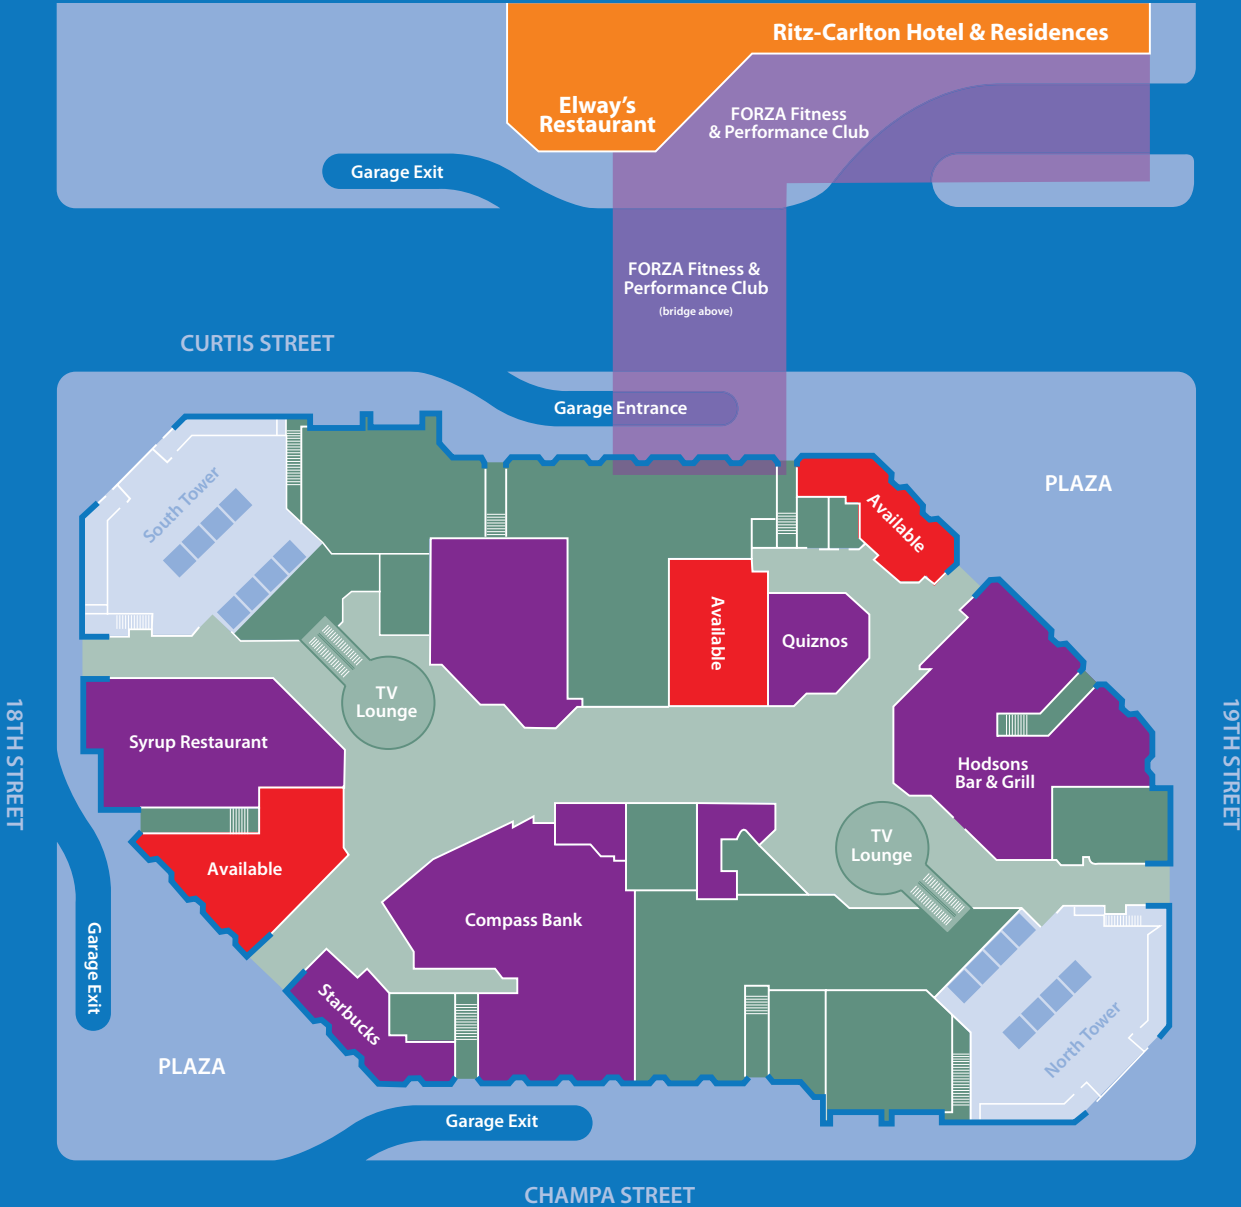 Ritz-Carlton Hotel & Residences
Elway's
Restaurant
FORZA Fitness
& Performance Club
Garage Exit
FORZA Fitness &
Performance Club
(bridge above)
CURTIS STREET
Garage Entrance
PLAZA
South Tower
Available
Available
Quiznos
TV
Lounge
18TH STREET
19TH STREET
Syrup Restaurant
Hodsons
Bar & Grill
TV
Lounge
Available
Compass Bank
Garage Exit
Starbucks
North Tower
PLAZA
Garage Exit
CHAMPA STREET